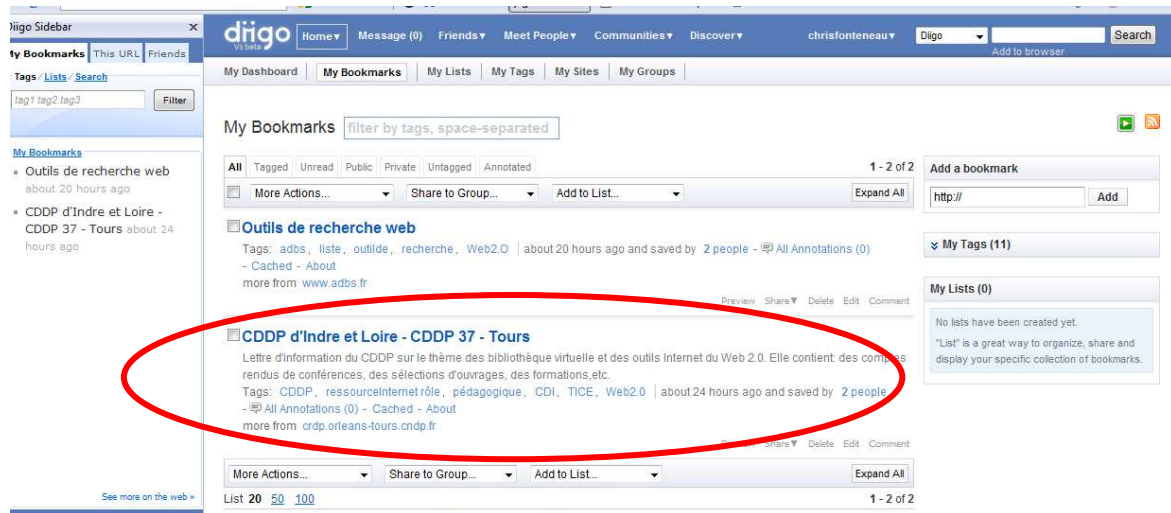 Diigo Sidebar x
My Bookmarks This URL Friends
Tags / Lists / Search
tag1 tag2 tag3 Filter
My Bookmarks
Outils de recherche web
about 20 hours ago
CDDP d'Indre et Loire -
CDDP 37 - Tours about 24
hours ago
See more on the web »
diigo Home Message (0) Friends Meet People Communities Discover chrisfonteneau Diigo Search
V3 beta
Add to browser
My Dashboard My Bookmarks My Lists My Tags My Sites My Groups
My Bookmarks filter by tags, space-separated
All Tagged Unread Public Private Untagged Annotated 1 - 2 of 2
More Actions... Share to Group... Add to List... Expand All
Outils de recherche web
Tags: adbs, liste, outilde, recherche, Web2.O | about 20 hours ago and saved by 2 people - All Annotations (0)
- Cached - About
more from www.adbs.fr
Preview Share▼ Delete Edit Comment
CDDP d'Indre et Loire - CDDP 37 - Tours
Lettre d'information du CDDP sur le thème des bibliothèque virtuelle et des outils Internet du Web 2.0. Elle contient: des comptes
rendus de conférences, des sélections d'ouvrages, des formations,etc.
Tags: CDDP, ressourceInternet rôle, pédagogique, CDI, TICE, Web2.0 | about 24 hours ago and saved by 2 people
- All Annotations (0) - Cached - About
more from crdp.orleans-tours.cndp.fr
Preview Share▼ Delete Edit Comment
More Actions... Share to Group... Add to List... Expand All
List 20 50 100 1 - 2 of 2
Add a bookmark
http:// Add
My Tags (11)
My Lists (0)
No lists have been created yet.
"List" is a great way to organize, share and
display your specific collection of bookmarks.